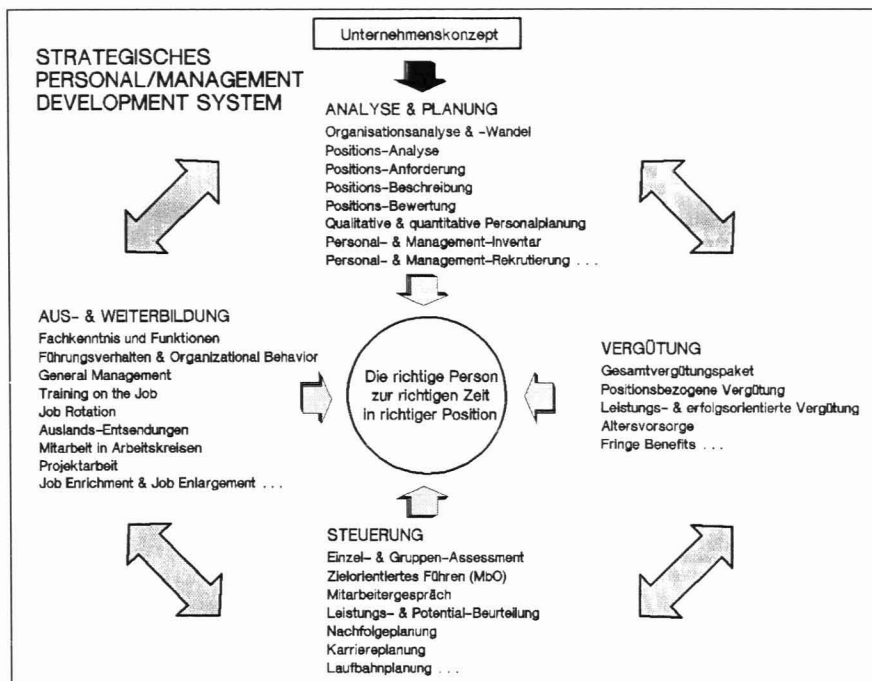 Unternehmenskonzept
STRATEGISCHES
PERSONAL/MANAGEMENT
DEVELOPMENT SYSTEM
ANALYSE & PLANUNG
Organisationsanalyse & -Wandel
Positions-Analyse
Positions-Anforderung
Positions-Beschreibung
Positions-Bewertung
Qualitative & quantitative Personalplanung
Personal- & Management-Inventar
Personal- & Management-Rekrutierung . . .
AUS- & WEITERBILDUNG
Fachkenntnis und Funktionen
Führungsverhalten & Organizational Behavior
General Management
Training on the Job
Job Rotation
Auslands-Entsendungen
Mitarbeit in Arbeitskreisen
Projektarbeit
Job Enrichment & Job Enlargement . . .
Die richtige Person
zur richtigen Zeit
in richtiger Position
VERGÜTUNG
Gesamtvergütungspaket
Positionsbezogene Vergütung
Leistungs- & erfolgsorientierte Vergütung
Altersvorsorge
Fringe Benefits . . .
STEUERUNG
Einzel- & Gruppen-Assessment
Zielorientiertes Führen (MbO)
Mitarbeitergespräch
Leistungs- & Potential-Beurteilung
Nachfolgeplanung
Karriereplanung
Laufbahnplanung . . .